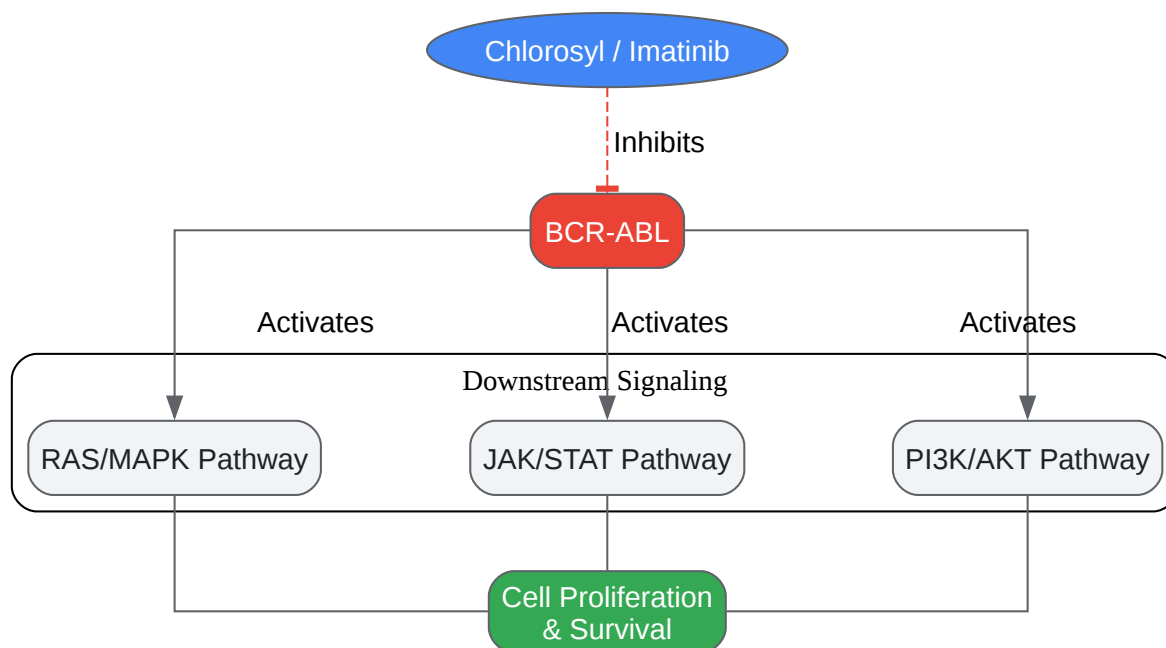 Chlorosyl / Imatinib
Inhibits
BCR-ABL
Activates
Activates
Activates
Downstream Signaling
RAS/MAPK Pathway
JAK/STAT Pathway
PI3K/AKT Pathway
Cell Proliferation
& Survival